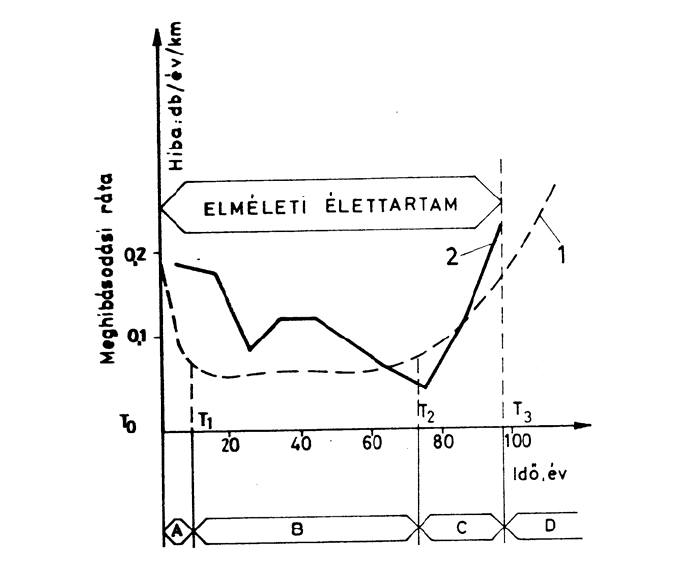 Hiba:db/év/km
Meghibásodási ráta
ELMÉLETI ÉLETTARTAM
0,2
2
1
0,1
T0
T1
T2
T3
20
40
60
80
100
Idő,év
A
B
C
D